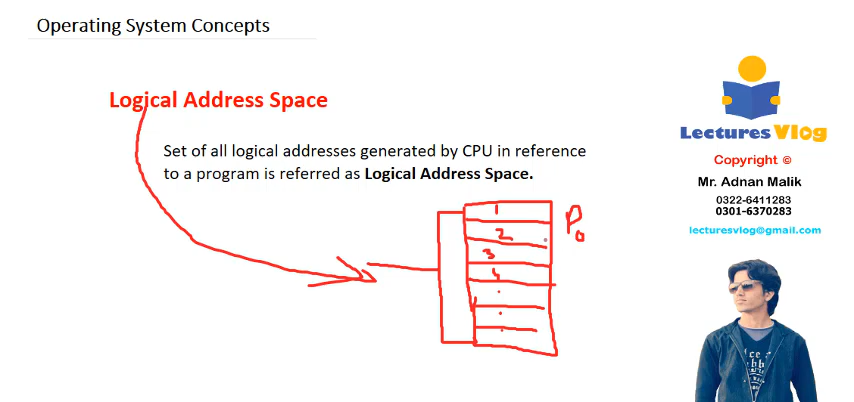 Operating System Concepts
Logical Address Space
Set of all logical addresses generated by CPU in reference
to a program is referred as Logical Address Space.
1
2
3
4
P0
Lectures Vlog
Copyright ©
Mr. Adnan Malik
0322-6411283
0301-6370283
lecturesvlog@gmail.com